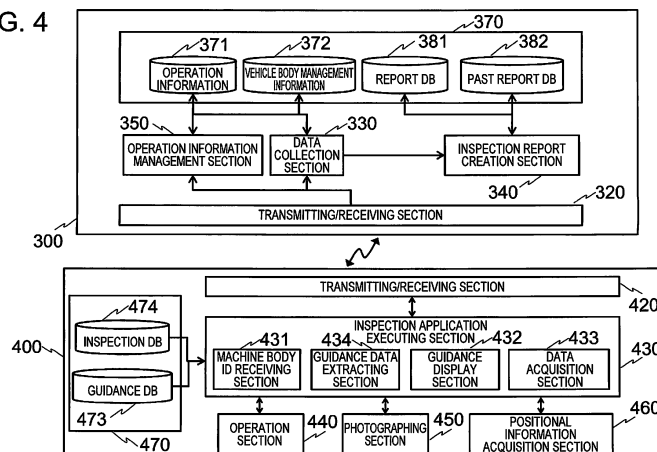 G. 4
370
371
372
381
382
OPERATION
INFORMATION
VEHICLE BODY MANAGEMENT
INFORMATION
REPORT DB
PAST REPORT DB
350
330
OPERATION INFORMATION
MANAGEMENT SECTION
DATA
COLLECTION
SECTION
INSPECTION REPORT
CREATION SECTION
340
320
TRANSMITTING/RECEIVING SECTION
300
TRANSMITTING/RECEIVING SECTION
420
474
400
INSPECTION DB
GUIDANCE DB
473
470
INSPECTION APPLICATION
EXECUTING SECTION
430
431
434
432
433
MACHINE BODY
ID RECEIVING
SECTION
GUIDANCE DATA
EXTRACTING
SECTION
GUIDANCE
DISPLAY
SECTION
DATA
ACQUISITION
SECTION
OPERATION
SECTION
440
PHOTOGRAPHING
SECTION
450
POSITIONAL
INFORMATION
ACQUISITION SECTION
460